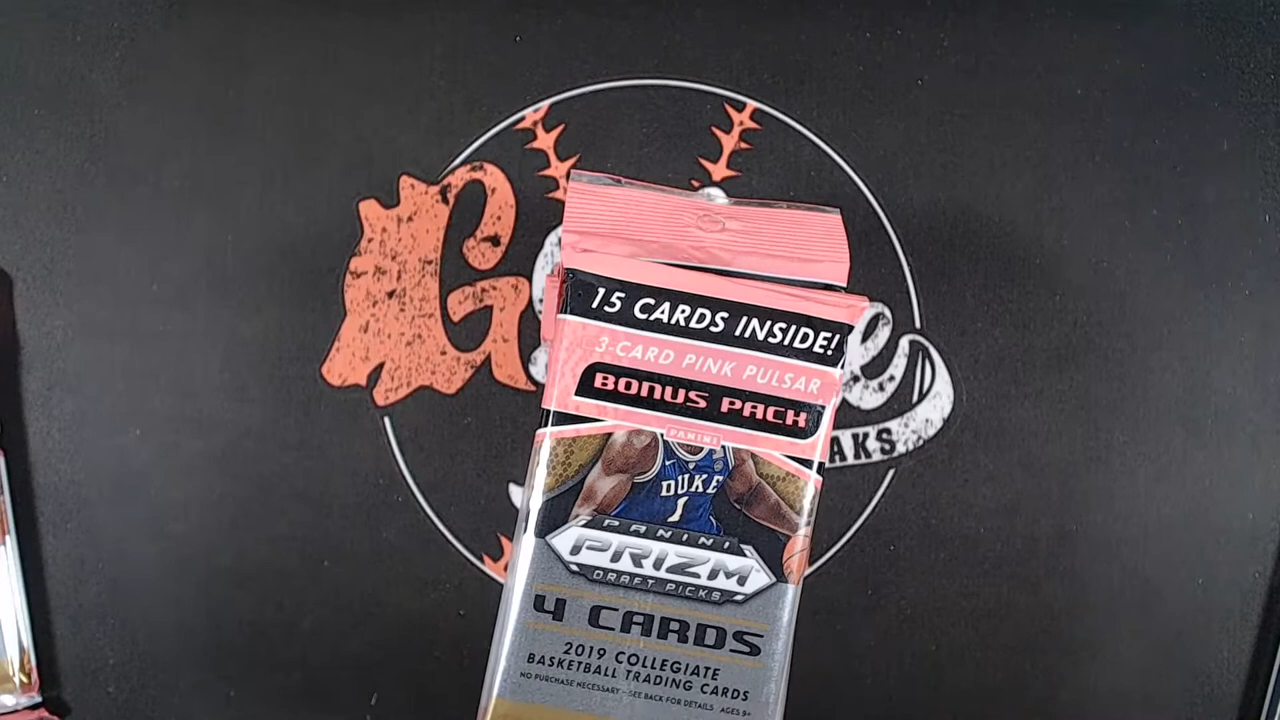 G
15 CARDS INSIDE!
3-CARD PINK PULSAR
BONUS PACK
PANINI
AKS
DUKE
1
PANINI
PRIZM
DRAFT PICKS
4 CARDS
2019 COLLEGIATE
BASKETBALL TRADING CARDS
NO PURCHASE NECESSARY - SEE BACK FOR DETAILS AGES 9+